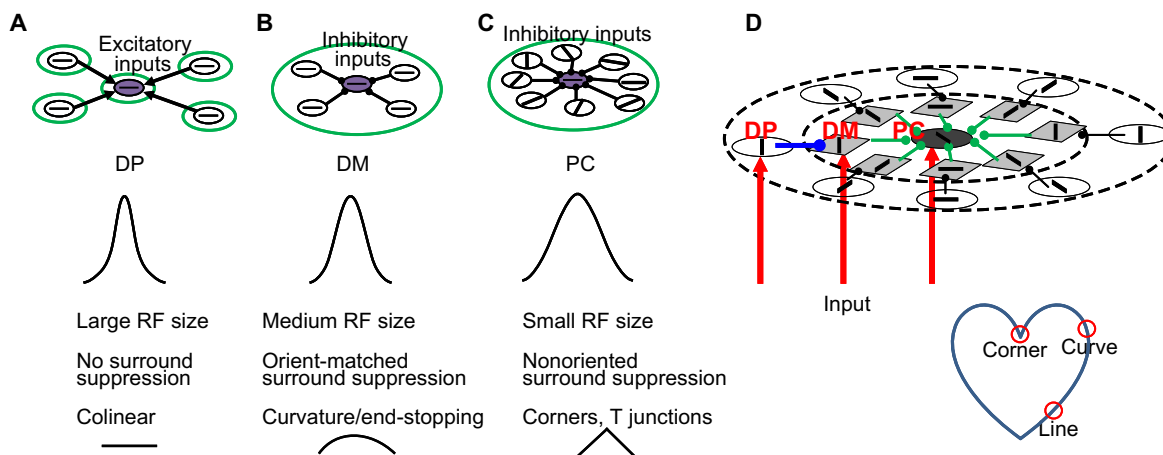 A
Excitatory
inputs
DP
Large RF size
No surround
suppression
Colinear
B
Inhibitory
inputs
DM
Medium RF size
Orient-matched
surround suppression
Curvature/end-stopping
C
Inhibitory inputs
PC
Small RF size
Nonoriented
surround suppression
Corners, T junctions
D
DP
DM
PC
Input
Corner
Curve
Line